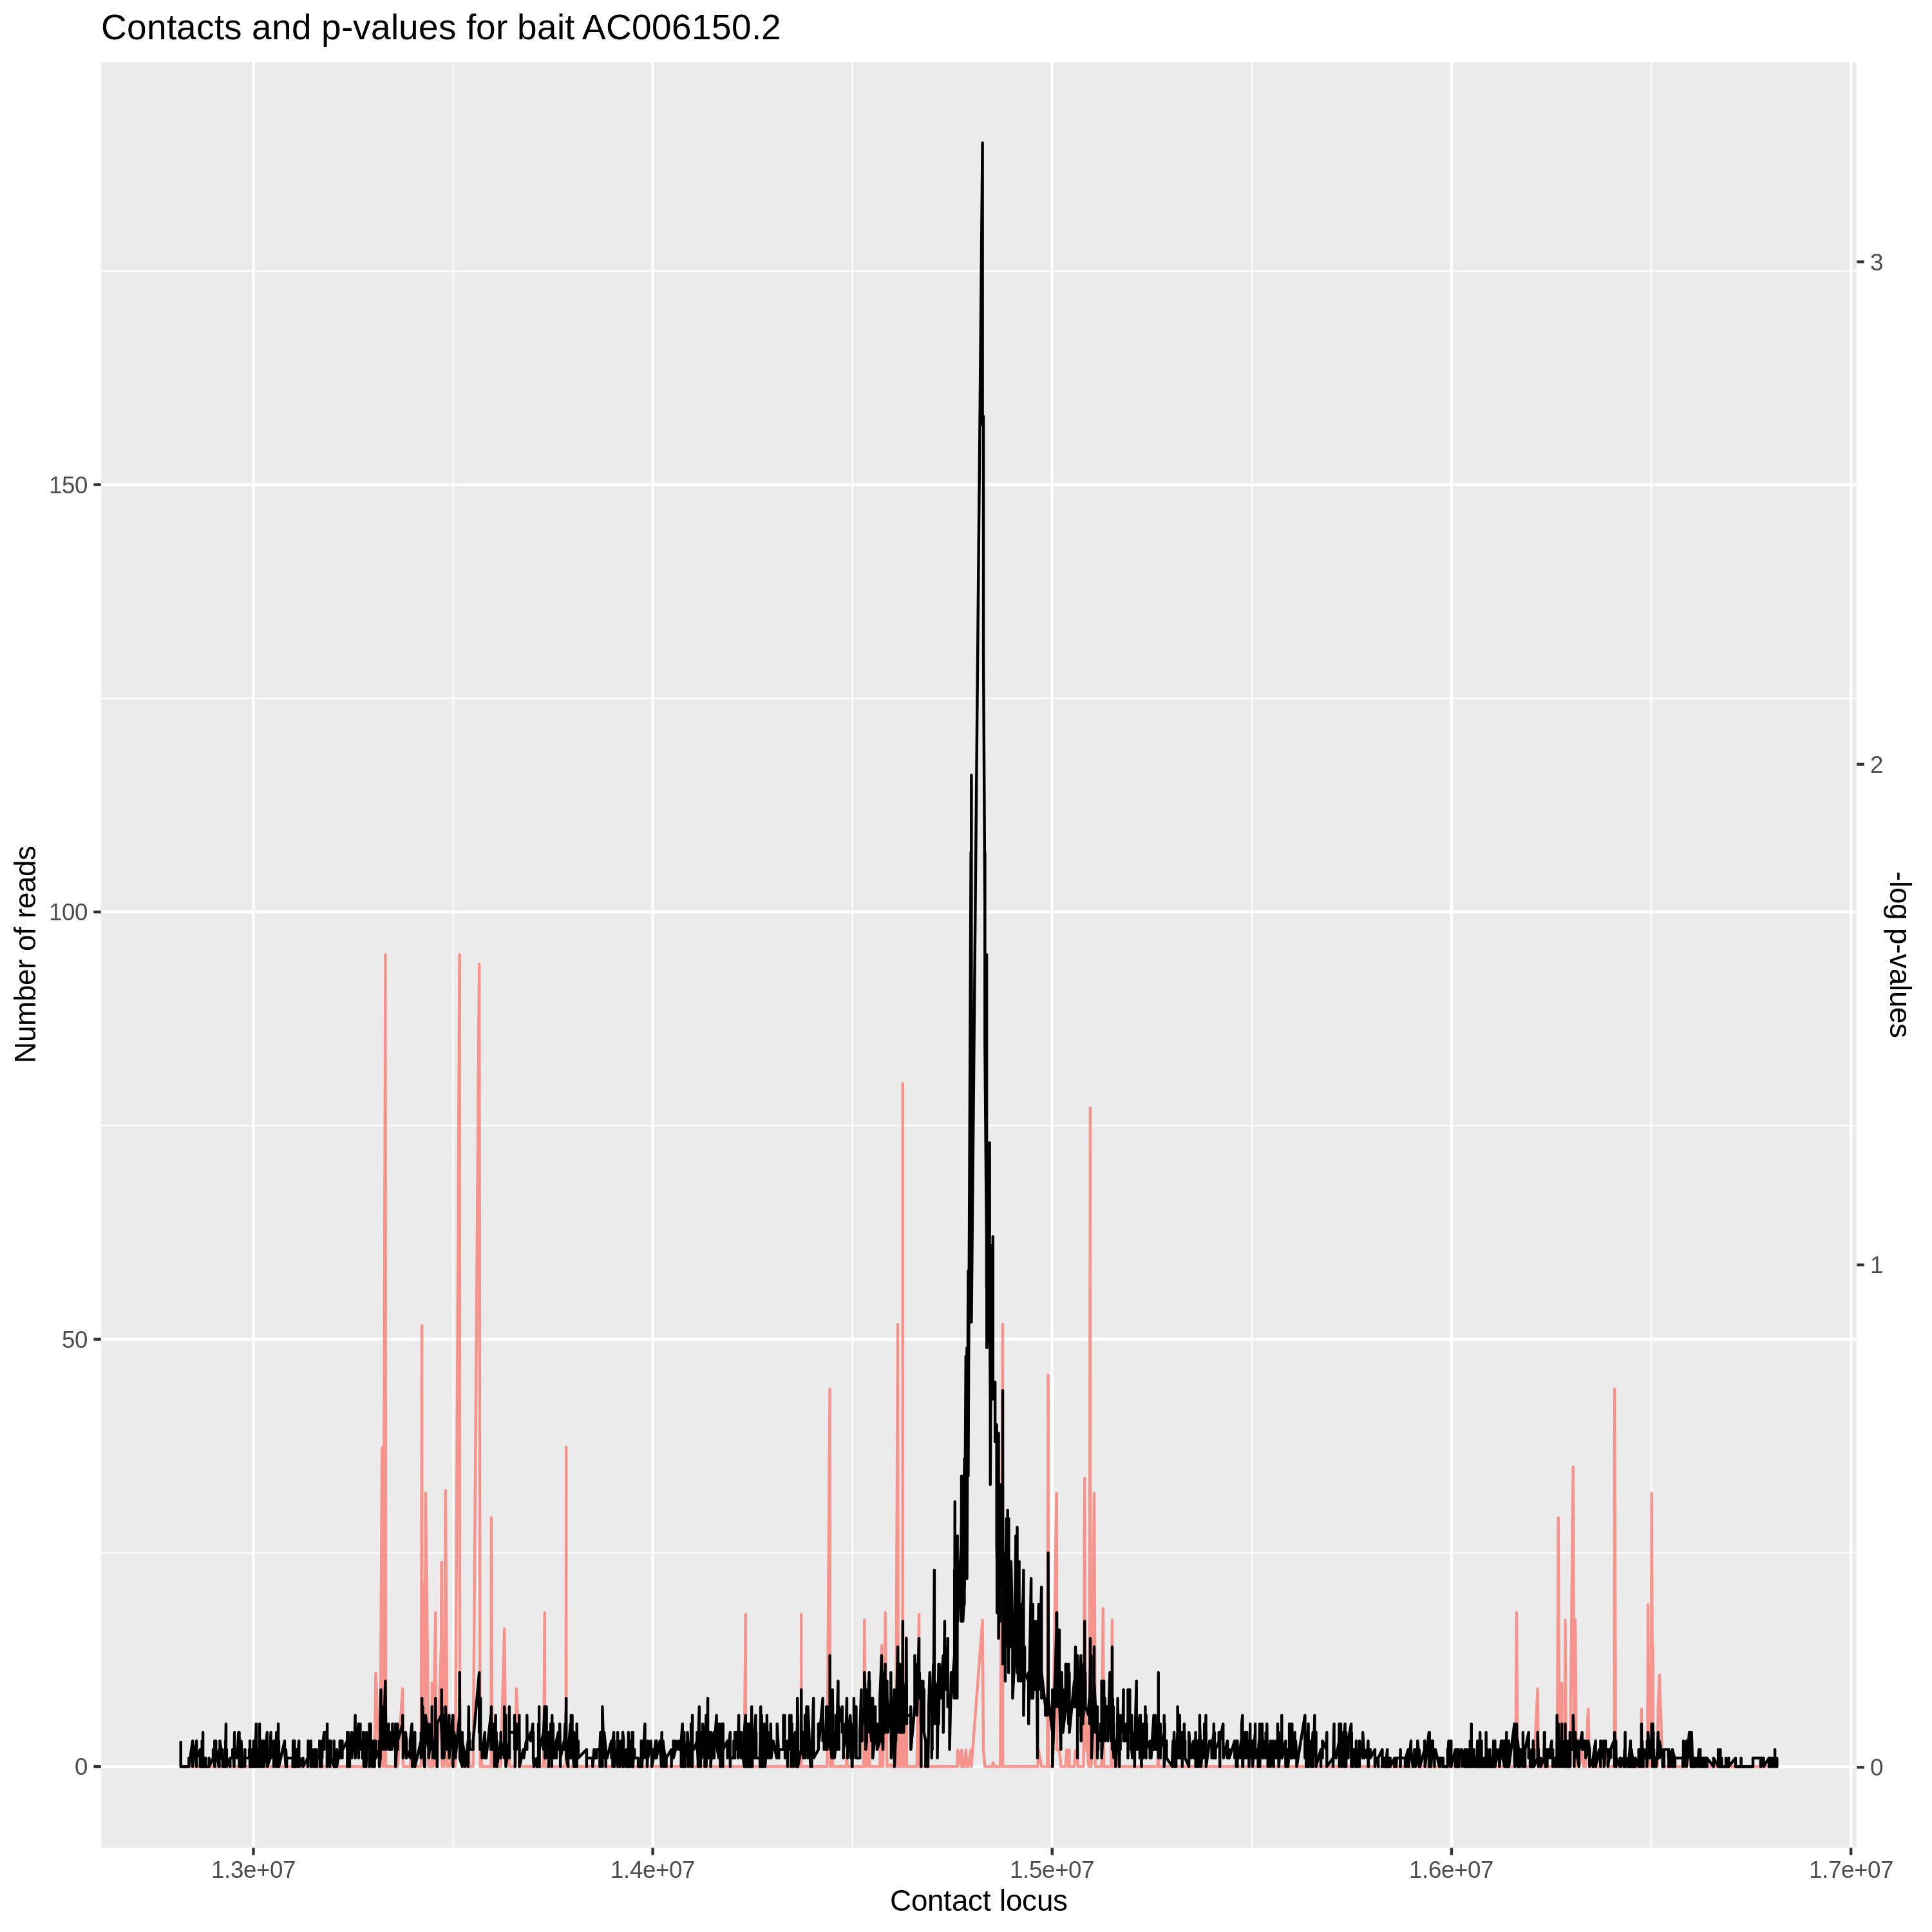 Contacts and p-values for bait AC006150.2
Number of reads
150
100
50
0
3
2
1
0
-log p-values
1.3e+07
1.4e+07
1.5e+07
1.6e+07
1.7e+07
Contact locus